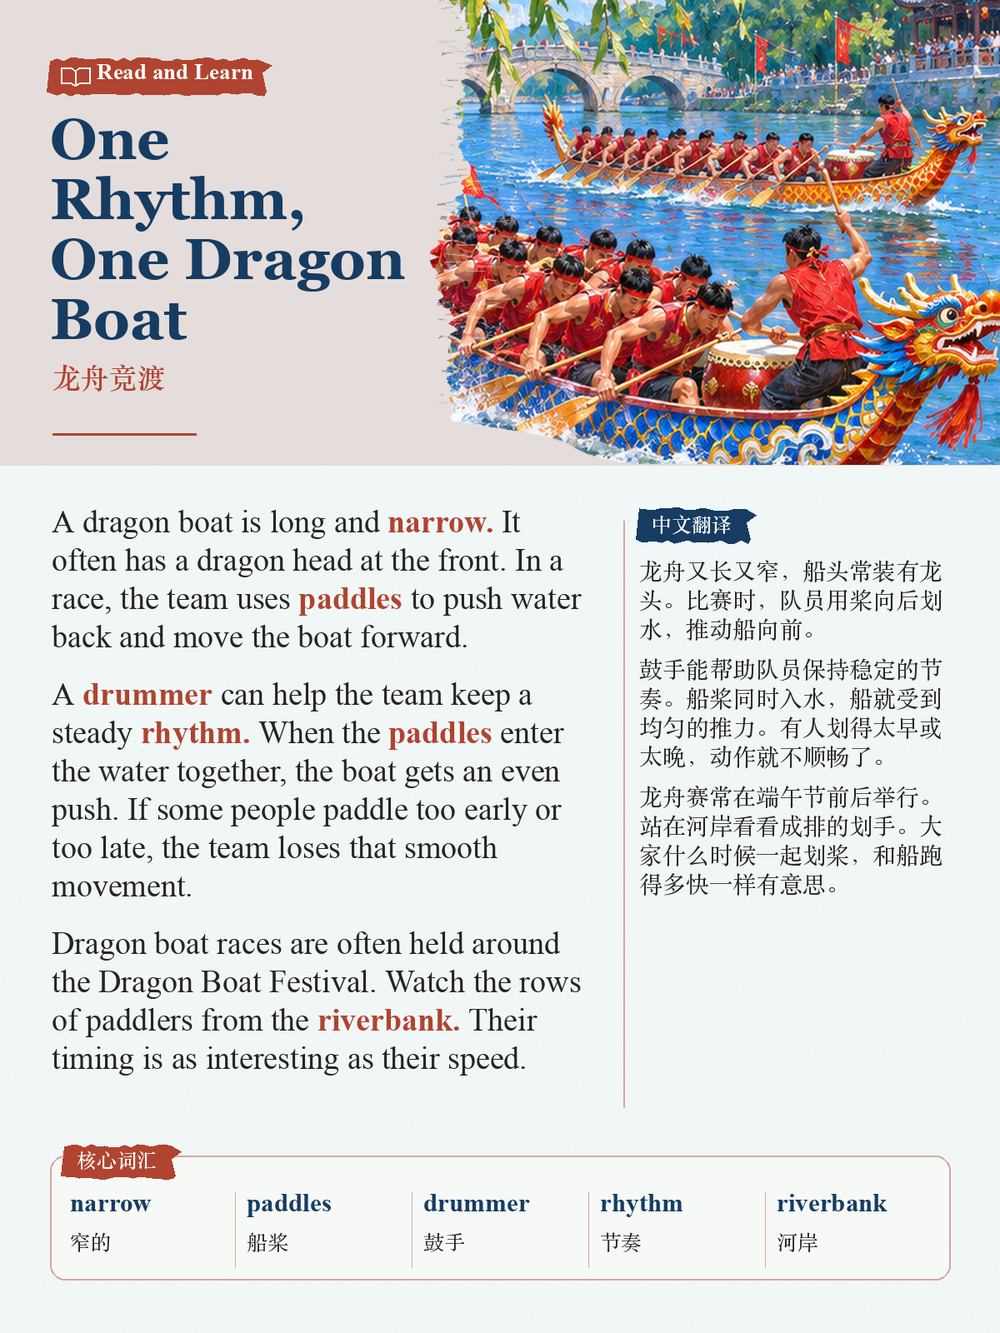 Read and Learn
One
Rhythm,
One Dragon
Boat
龙舟竞渡
A dragon boat is long and narrow. It
often has a dragon head at the front. In a
race, the team uses paddles to push water
back and move the boat forward.
A drummer can help the team keep a
steady rhythm. When the paddles enter
the water together, the boat gets an even
push. If some people paddle too early or
too late, the team loses that smooth
movement.
Dragon boat races are often held around
the Dragon Boat Festival. Watch the rows
of paddlers from the riverbank. Their
timing is as interesting as their speed.
中文翻译
龙舟又长又窄，船头常装有龙
头。比赛时，队员用桨向后划
水，推动船向前。
鼓手能帮助队员保持稳定的节
奏。船桨同时入水，船就受到
均匀的推力。有人划得太早或
太晚，动作就不顺畅了。
龙舟赛常在端午节前后举行。
站在河岸看看成排的划手。大
家什么时候一起划桨，和船跑
得多快一样有意思。
核心词汇
narrow
窄的
paddles
船桨
drummer
鼓手
rhythm
节奏
riverbank
河岸